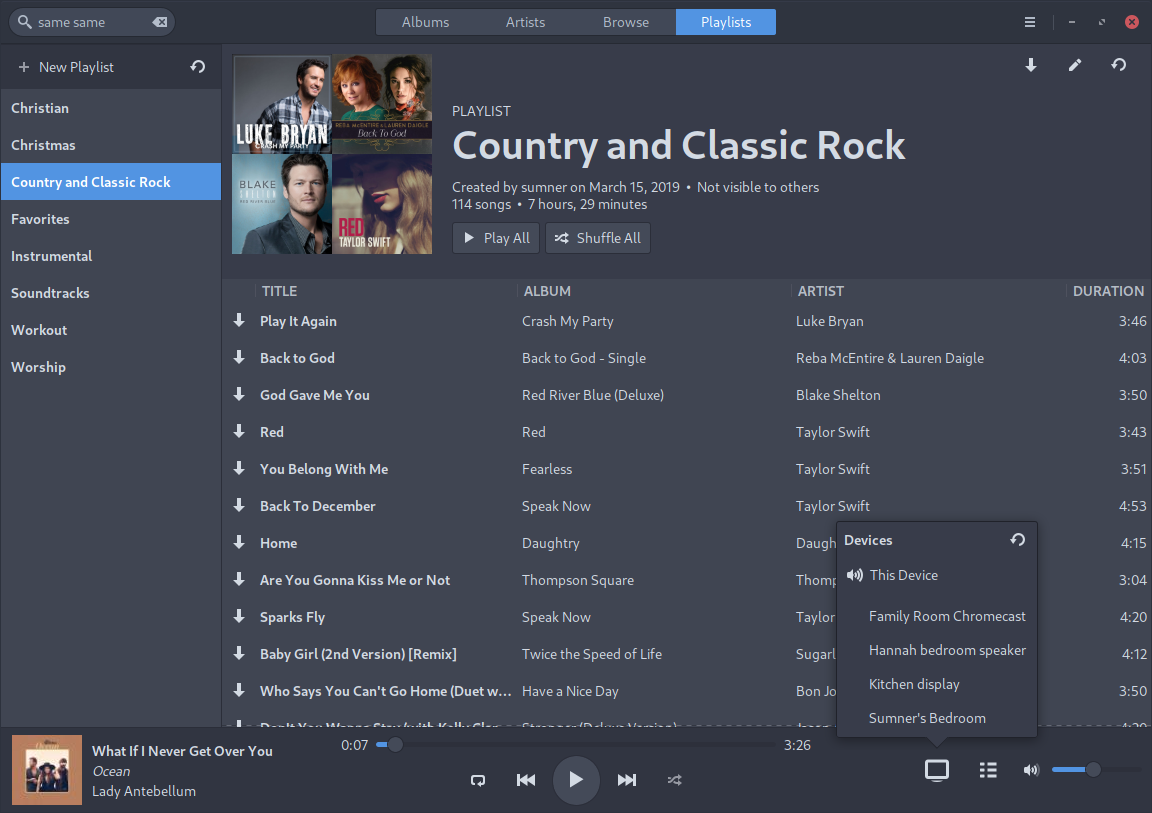 same same
Albums
Artists
Browse
Playlists
New Playlist
Christian
Christmas
Country and Classic Rock
Favorites
Instrumental
Soundtracks
Workout
Worship
LUKE BRYAN
CRASH MY PARTY
REBA MCENTIRE & LAUREN DAIGLE
Back To God
BLAKE
SHELTON
RED RIVER BLUE
RED
TAYLOR SWIFT
PLAYLIST
Country and Classic Rock
Created by sumner on March 15, 2019 • Not visible to others
114 songs • 7 hours, 29 minutes
Play All
Shuffle All
TITLE ALBUM ARTIST DURATION
Play It Again Crash My Party Luke Bryan 3:46
Back to God Back to God - Single Reba McEntire & Lauren Daigle 4:03
God Gave Me You Red River Blue (Deluxe) Blake Shelton 3:50
Red Red Taylor Swift 3:43
You Belong With Me Fearless Taylor Swift 3:51
Back To December Speak Now Taylor Swift 4:53
Home Daughtry Daugh 4:15
Are You Gonna Kiss Me or Not Thompson Square Thomp 3:04
Sparks Fly Speak Now Taylor 4:20
Baby Girl (2nd Version) [Remix] Twice the Speed of Life Sugarl 4:12
Who Says You Can't Go Home (Duet w... Have a Nice Day Bon Jo 3:50
Devices
This Device
Family Room Chromecast
Hannah bedroom speaker
Kitchen display
Sumner's Bedroom
Ocean
What If I Never Get Over You
Ocean
Lady Antebellum
0:07
3:26